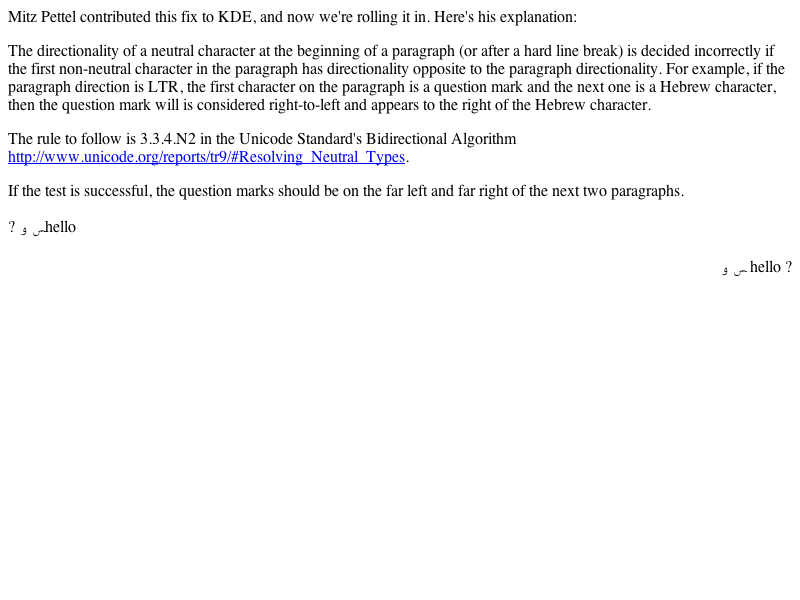 Mitz Pettel contributed this fix to KDE, and now we're rolling it in. Here's his explanation:
The directionality of a neutral character at the beginning of a paragraph (or after a hard line break) is decided incorrectly if
the first non-neutral character in the paragraph has directionality opposite to the paragraph directionality. For example, if the
paragraph direction is LTR, the first character on the paragraph is a question mark and the next one is a Hebrew character,
then the question mark will is considered right-to-left and appears to the right of the Hebrew character.
The rule to follow is 3.3.4.N2 in the Unicode Standard's Bidirectional Algorithm
http://www.unicode.org/reports/tr9/#Resolving_Neutral_Types.
If the test is successful, the question marks should be on the far left and far right of the next two paragraphs.
? س وhello
? helloس و